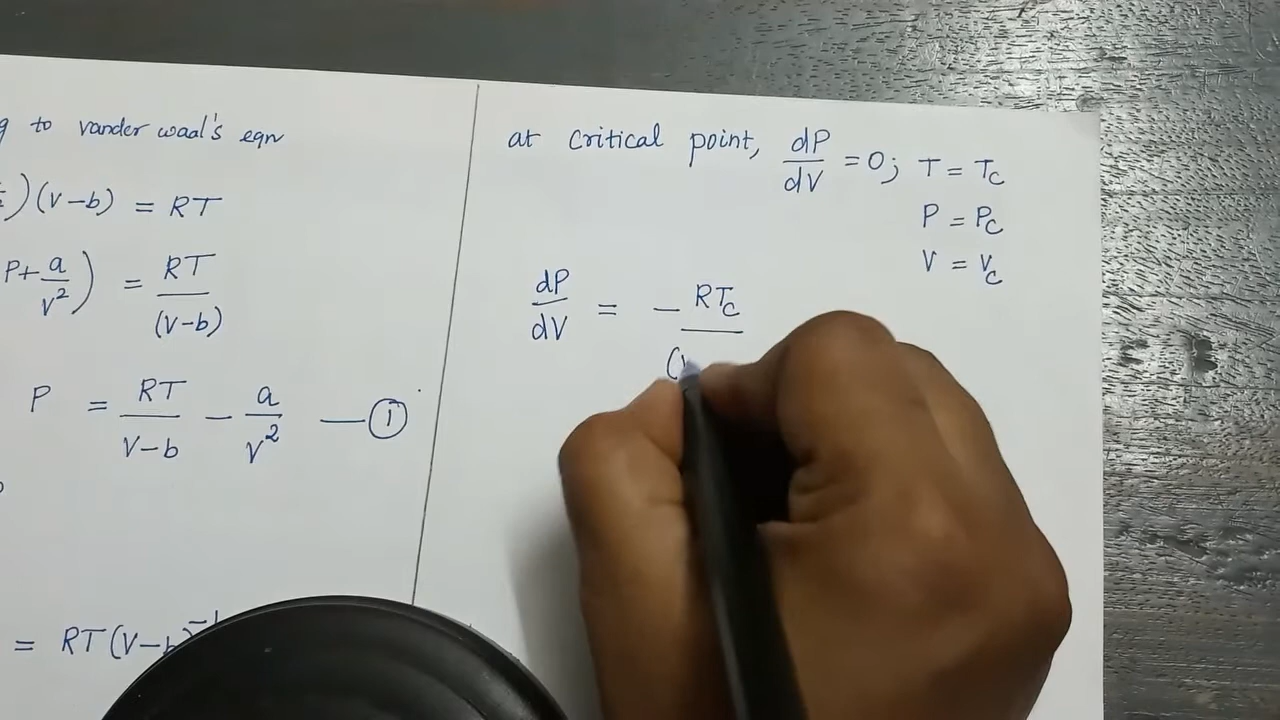 to vander waal's eqn
)(V-b) = RT
P+ a/V²) = RT/(V-b)
P = RT/V-b - a/V² —①
= RT(V-b)⁻¹
at critical point, dP/dV = 0; T = Tc
P = Pc
V = Vc
dP/dV = - RTc/(V